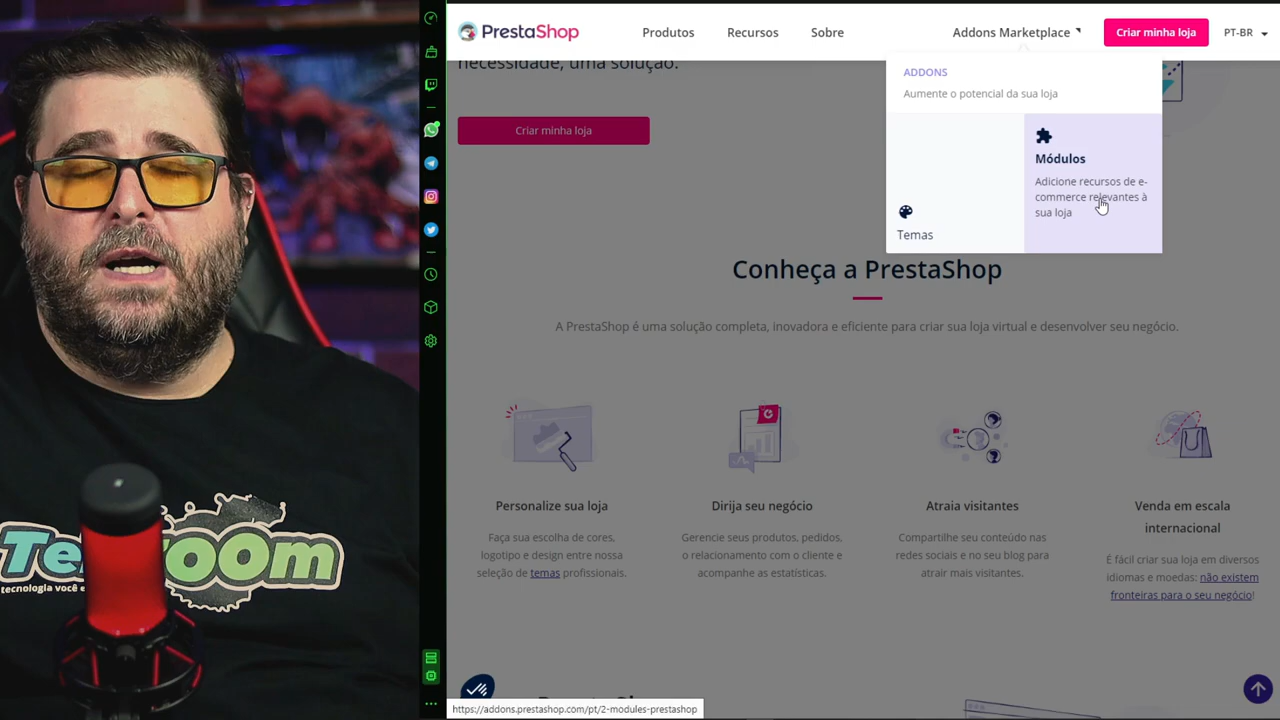 PrestaShop
Produtos
Recursos
Sobre
Addons Marketplace
Criar minha loja
PT-BR
necessidade, uma solução.
Criar minha loja
ADDONS
Aumente o potencial da sua loja
Temas
Módulos
Adicione recursos de e-
commerce relevantes à
sua loja
Conheça a PrestaShop
A PrestaShop é uma solução completa, inovadora e eficiente para criar sua loja virtual e desenvolver seu negócio.
Personalize sua loja
Faça sua escolha de cores,
logotipo e design entre nossa
seleção de temas profissionais.
Dirija seu negócio
Gerencie seus produtos, pedidos,
o relacionamento com o cliente e
acompanhe as estatísticas.
Atraia visitantes
Compartilhe seu conteúdo nas
redes sociais e no seu blog para
atrair mais visitantes.
Venda em escala
internacional
É fácil criar sua loja em diversos
idiomas e moedas: não existem
fronteiras para o seu negócio!
https://addons.prestashop.com/pt/2-modules-prestashop
tecnologia você e